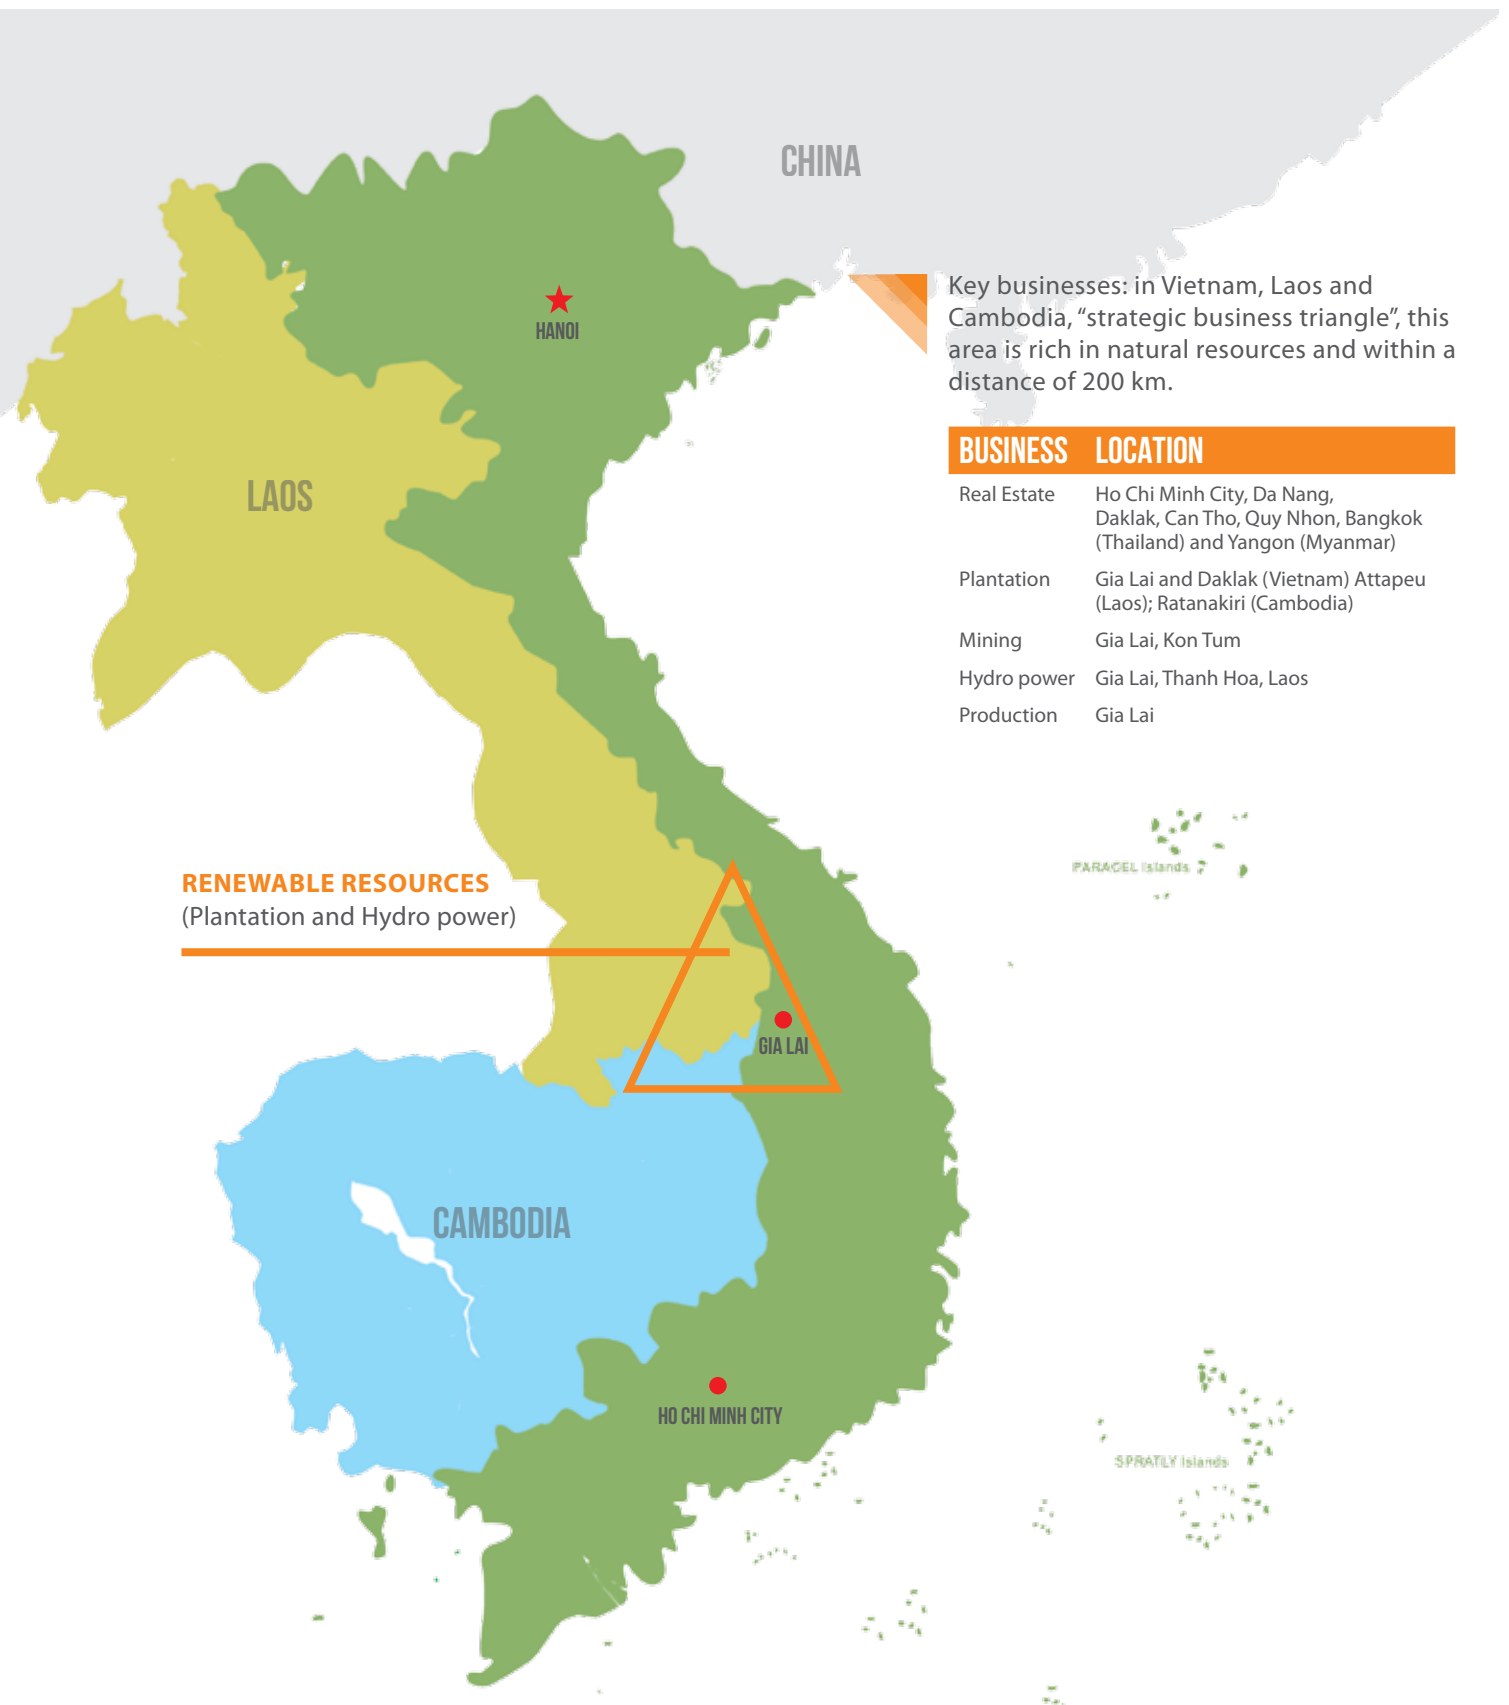 CHINA
Key businesses: in Vietnam, Laos and
Cambodia, “strategic business triangle”, this
area is rich in natural resources and within a
distance of 200 km.
HANOI
BUSINESS LOCATION
Real Estate Ho Chi Minh City, Da Nang,
Daklak, Can Tho, Quy Nhon, Bangkok
(Thailand) and Yangon (Myanmar)
Plantation Gia Lai and Daklak (Vietnam) Attapeu
(Laos); Ratanakiri (Cambodia)
Mining Gia Lai, Kon Tum
Hydro power Gia Lai, Thanh Hoa, Laos
Production Gia Lai
LAOS
PARACEL Islands
RENEWABLE RESOURCES
(Plantation and Hydro power)
GIA LAI
CAMBODIA
HO CHI MINH CITY
SPRATLY Islands